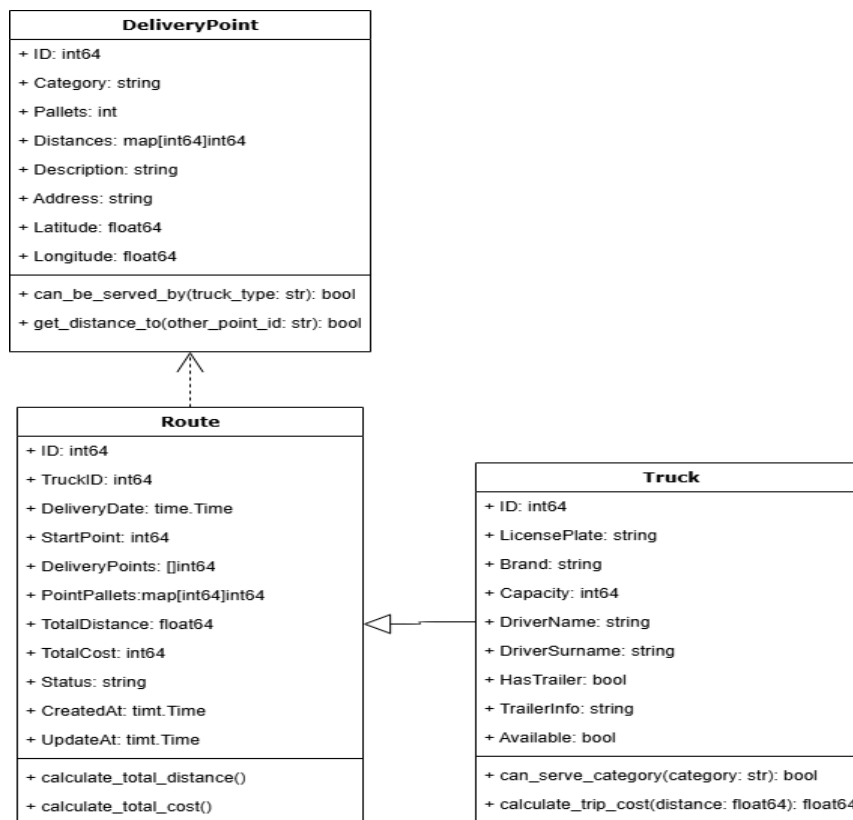 DeliveryPoint
+ ID: int64
+ Category: string
+ Pallets: int
+ Distances: map[int64]int64
+ Description: string
+ Address: string
+ Latitude: float64
+ Longitude: float64
+ can_be_served_by(truck_type: str): bool
+ get_distance_to(other_point_id: str): bool
Route
+ ID: int64
+ TruckID: int64
+ DeliveryDate: time.Time
+ StartPoint: int64
+ DeliveryPoints: []int64
+ PointPallets:map[int64]int64
+ TotalDistance: float64
+ TotalCost: int64
+ Status: string
+ CreatedAt: timt.Time
+ UpdateAt: timt.Time
+ calculate_total_distance()
+ calculate_total_cost()
Truck
+ ID: int64
+ LicensePlate: string
+ Brand: string
+ Capacity: int64
+ DriverName: string
+ DriverSurname: string
+ HasTrailer: bool
+ TrailerInfo: string
+ Available: bool
+ can_serve_category(category: str): bool
+ calculate_trip_cost(distance: float64): float64